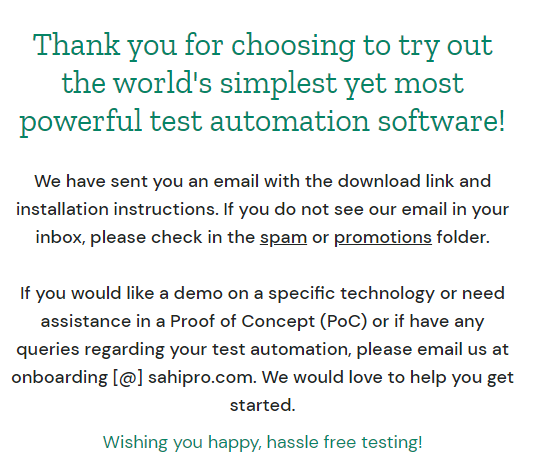 Thank you for choosing to try out
the world's simplest yet most
powerful test automation software!
We have sent you an email with the download link and
installation instructions. If you do not see our email in your
inbox, please check in the spam or promotions folder.
If you would like a demo on a specific technology or need
assistance in a Proof of Concept (PoC) or if have any
queries regarding your test automation, please email us at
onboarding [@] sahipro.com. We would love to help you get
started.
Wishing you happy, hassle free testing!